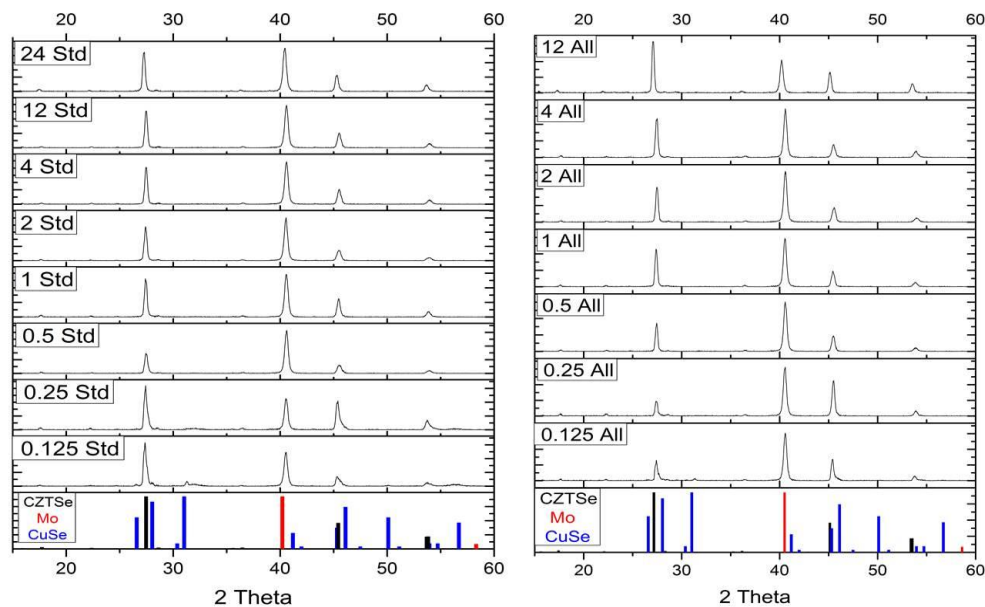 20 30 40 50 60
24 Std
12 Std
4 Std
2 Std
1 Std
0.5 Std
0.25 Std
0.125 Std
CZTSe
Mo
CuSe
20 30 40 50 60
2 Theta
20 30 40 50 60
12 All
4 All
2 All
1 All
0.5 All
0.25 All
0.125 All
CZTSe
Mo
CuSe
20 30 40 50 60
2 Theta